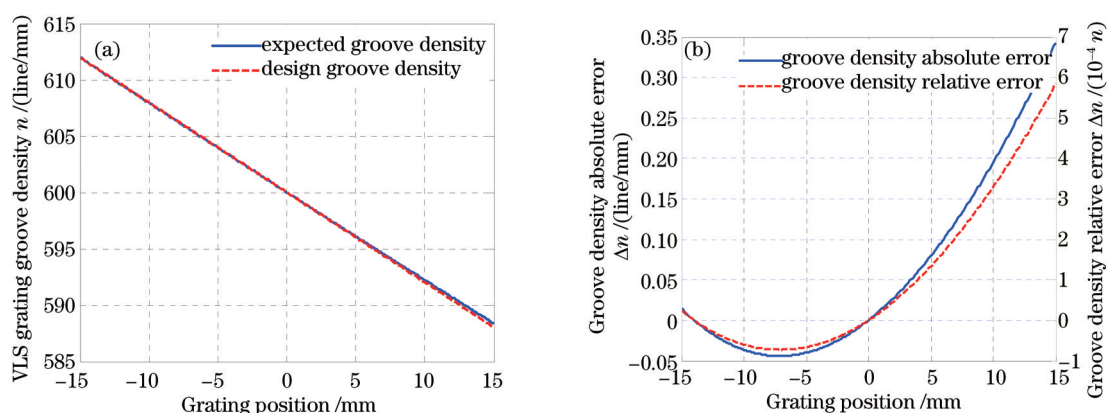 615
610
605
600
595
590
585
VLS grating groove density n /(line/mm)
(a)
expected groove density
design groove density
−15 −10 −5 0 5 10 15
Grating position /mm
0.35
0.30
0.25
0.20
0.15
0.10
0.05
0
−0.05
Groove density absolute error
Δn /(line/mm)
(b)
groove density absolute error
groove density relative error
7
6
5
4
3
2
1
0
−1
Groove density relative error Δn /(10⁻⁴ n)
−15 −10 −5 0 5 10 15
Grating position /mm